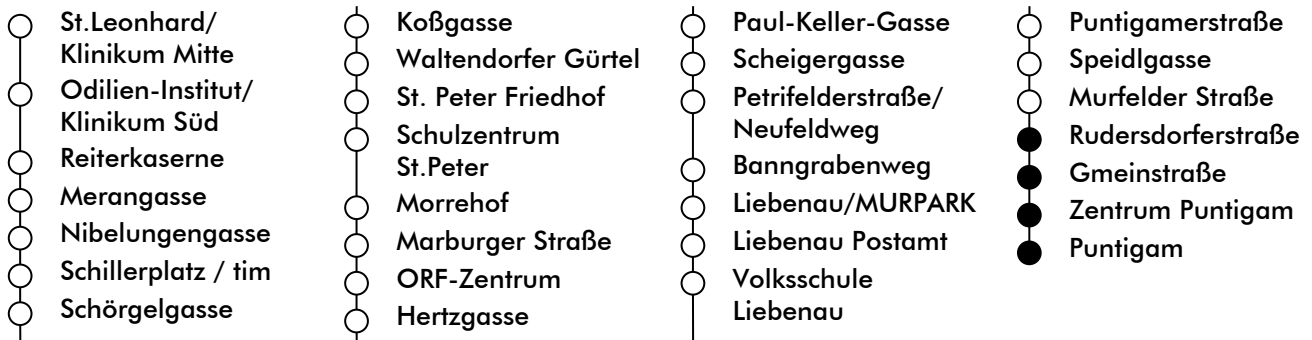 St.Leonhard/
Klinikum Mitte
Odilien-Institut/
Klinikum Süd
Reiterkaserne
Merangasse
Nibelungengasse
Schillerplatz / tim
Schörgelgasse
Koßgasse
Waltendorfer Gürtel
St. Peter Friedhof
Schulzentrum
St.Peter
Morrehof
Marburger Straße
ORF-Zentrum
Hertzgasse
Paul-Keller-Gasse
Scheigergasse
Petrifelderstraße/
Neufeldweg
Banngrabenweg
Liebenau/MURPARK
Liebenau Postamt
Volksschule
Liebenau
Puntigamerstraße
Speidlgasse
Murfelder Straße
Rudersdorferstraße
Gmeinstraße
Zentrum Puntigam
Puntigam